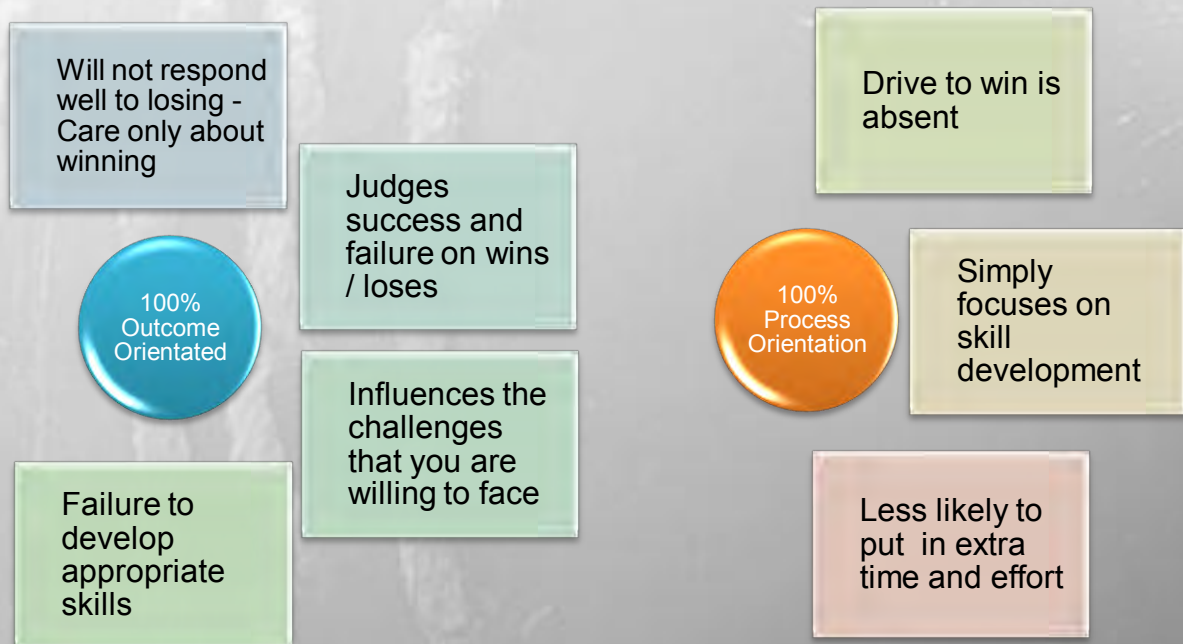 Will not respond
well to losing -
Care only about
winning
Judges
success and
failure on wins
/ loses
100%
Outcome
Orientated
Influences the
challenges
that you are
willing to face
Failure to
develop
appropriate
skills
Drive to win is
absent
100%
Process
Orientation
Simply
focuses on
skill
development
Less likely to
put in extra
time and effort